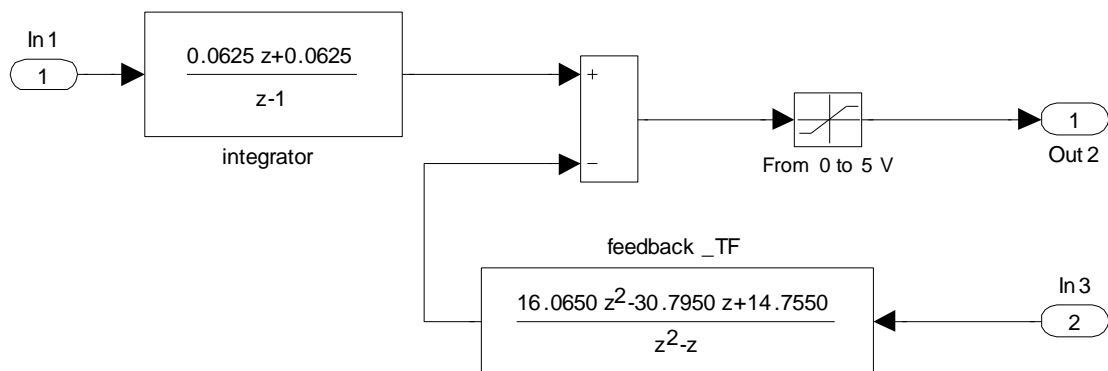 In 1
1
0.0625 z+0.0625
z-1
integrator
+
−
From 0 to 5 V
1
Out 2
feedback _TF
16.0650 z2-30.7950 z+14.7550
z2-z
In 3
2